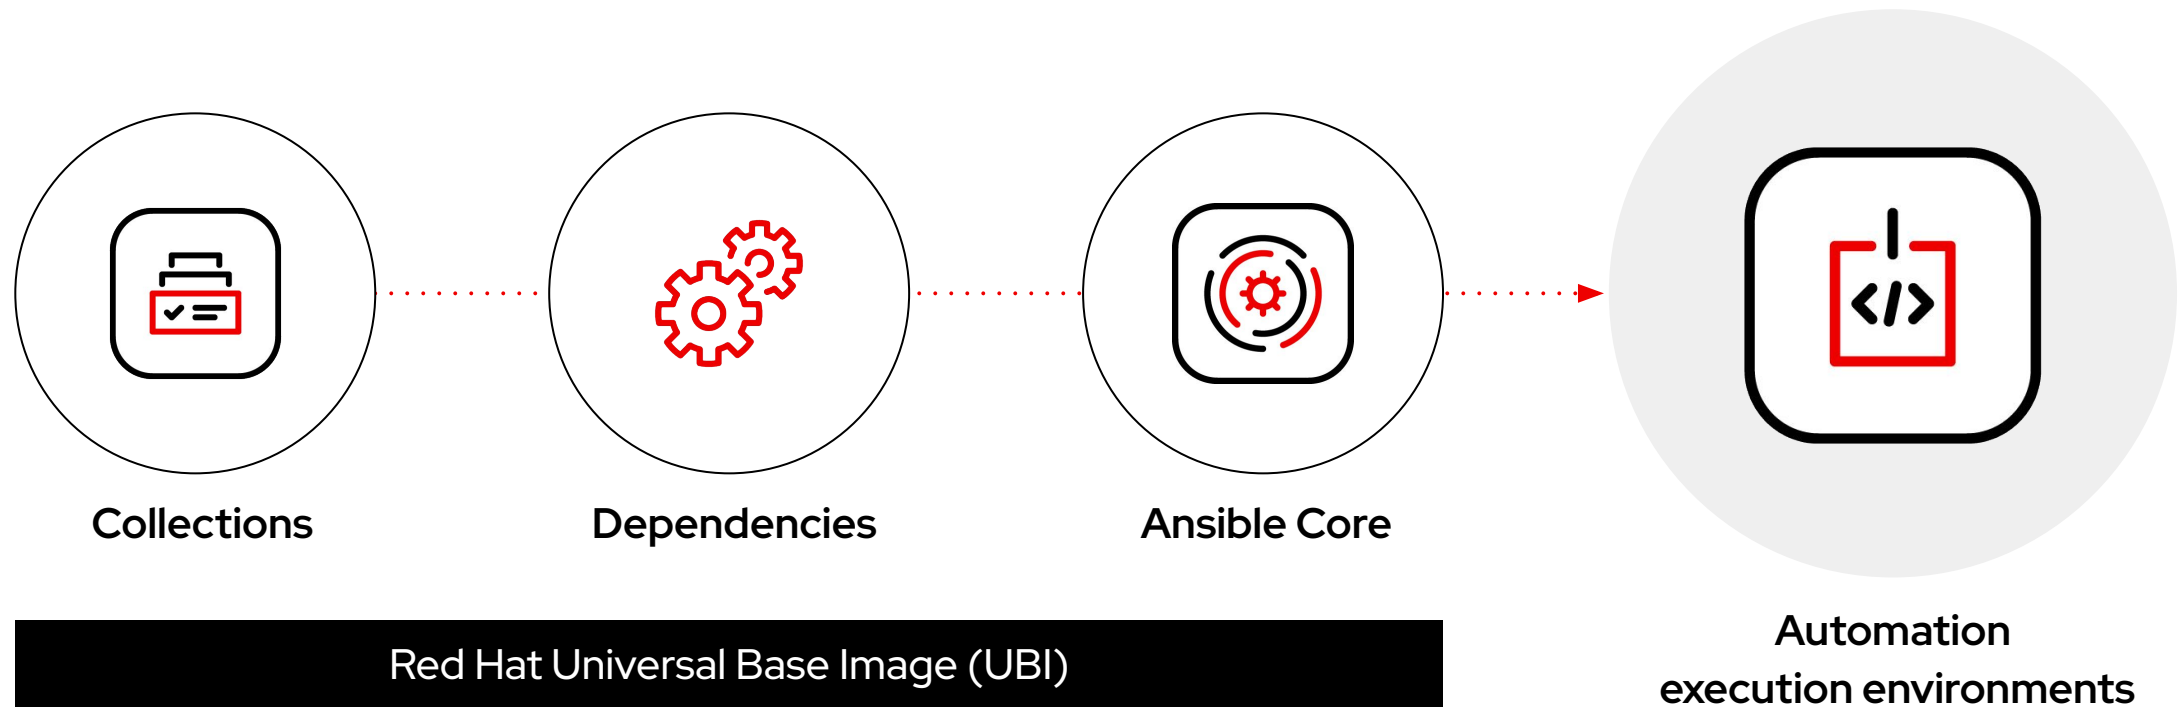 Collections
Dependencies
Ansible Core
Red Hat Universal Base Image (UBI)
Automation
execution environments